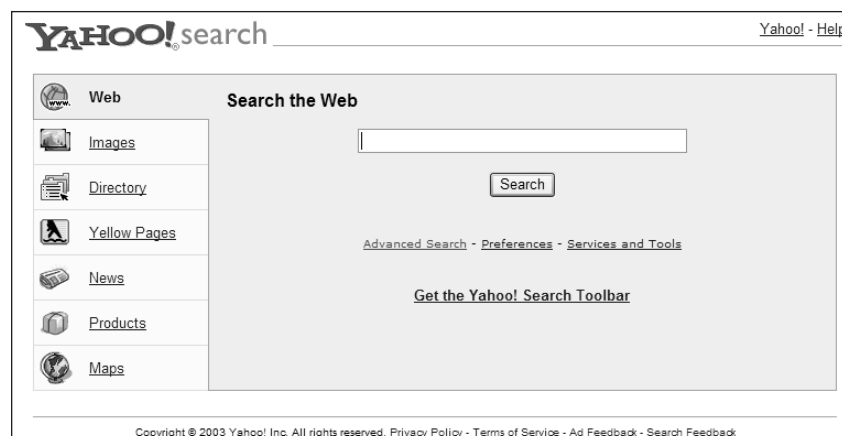 YAHOO! search
Yahoo! - Help
www.
Web
Search the Web
Images
Search
Directory
Yellow Pages
Advanced Search - Preferences - Services and Tools
News
Get the Yahoo! Search Toolbar
Products
Maps
Copyright © 2003 Yahoo! Inc. All rights reserved. Privacy Policy - Terms of Service - Ad Feedback - Search Feedback